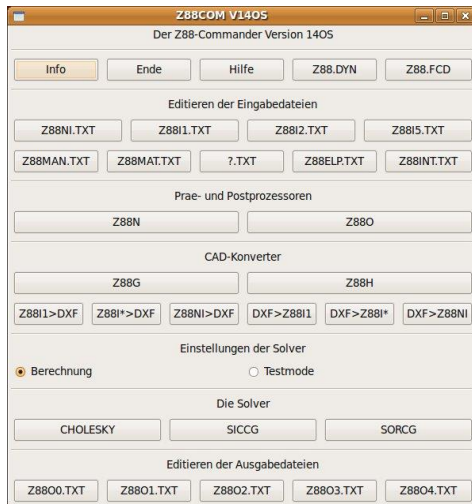 Z88COM V14OS
Der Z88-Commander Version 14OS
Info Ende Hilfe Z88.DYN Z88.FCD
Editieren der Eingabedateien
Z88NI.TXT Z88I1.TXT Z88I2.TXT Z88I5.TXT
Z88MAN.TXT Z88MAT.TXT ?.TXT Z88ELP.TXT Z88INT.TXT
Prae- und Postprozessoren
Z88N Z88O
CAD-Konverter
Z88G Z88H
Z88I1>DXF Z88I*>DXF Z88NI>DXF DXF>Z88I1 DXF>Z88I* DXF>Z88NI
Einstellungen der Solver
Berechnung Testmode
Die Solver
CHOLESKY SICCG SORCG
Editieren der Ausgabedateien
Z88O0.TXT Z88O1.TXT Z88O2.TXT Z88O3.TXT Z88O4.TXT